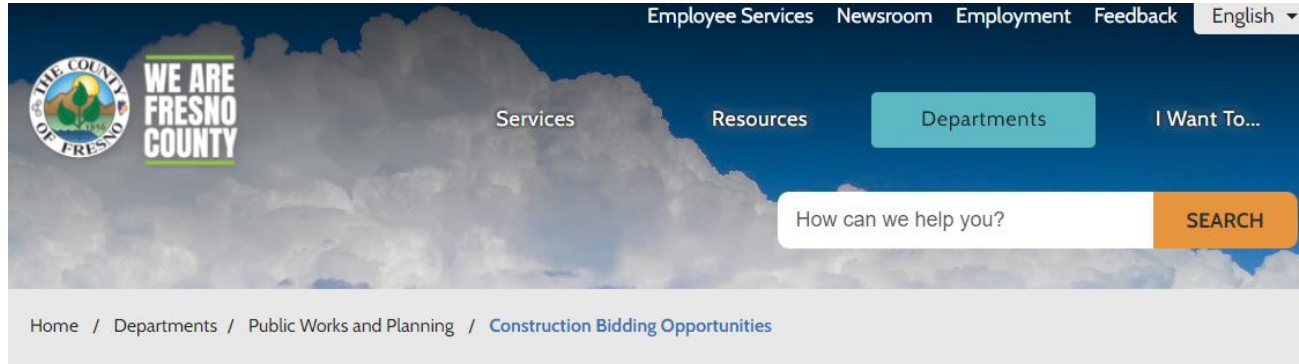 Employee Services Newsroom Employment Feedback English
THE COUNTY OF FRESNO
1856
WE ARE
FRESNO
COUNTY
Services Resources Departments I Want To...
How can we help you? SEARCH
Home / Departments / Public Works and Planning / Construction Bidding Opportunities